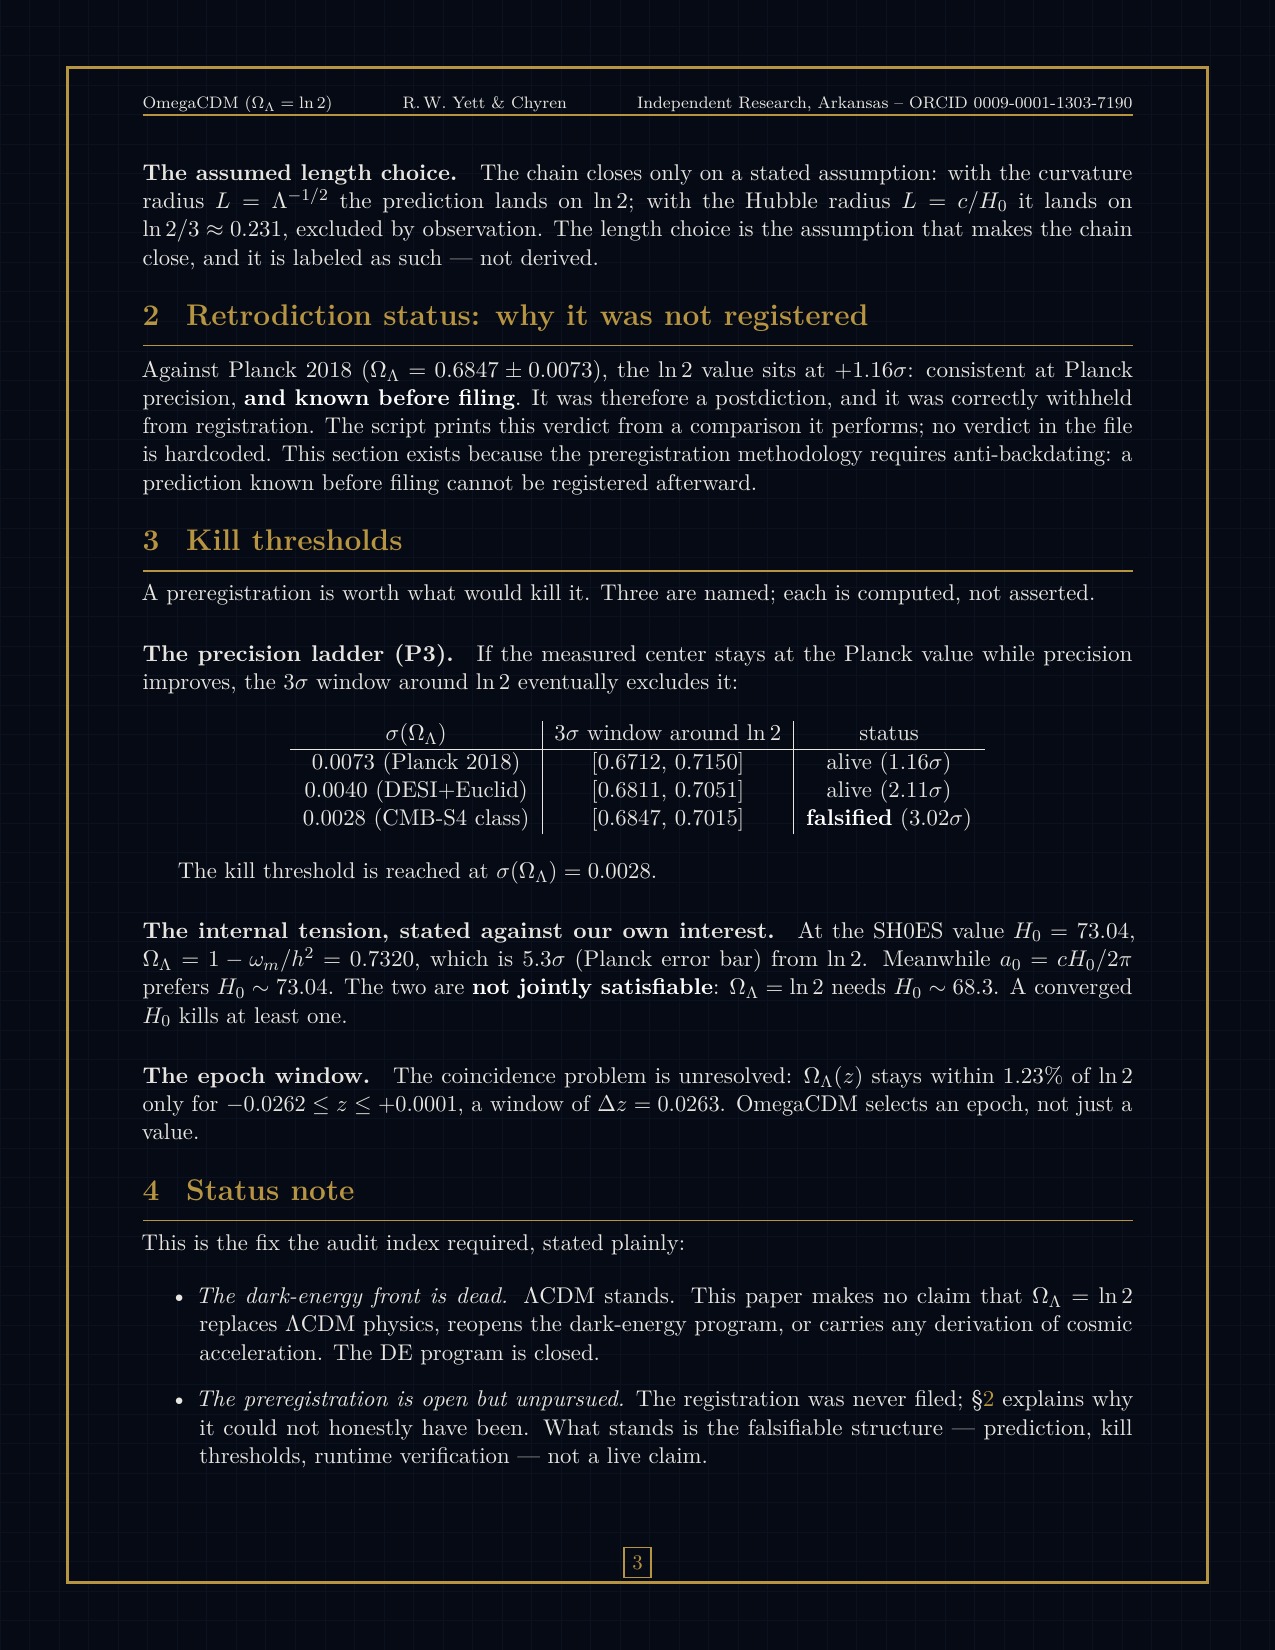 OmegaCDM (Ω_Λ = ln 2) R. W. Yett & Chyren Independent Research, Arkansas – ORCID 0009-0001-1303-7190
The assumed length choice. The chain closes only on a stated assumption: with the curvature
radius L = Λ^{−1/2} the prediction lands on ln 2; with the Hubble radius L = c/H₀ it lands on
ln 2/3 ≈ 0.231, excluded by observation. The length choice is the assumption that makes the chain
close, and it is labeled as such — not derived.
2 Retrodiction status: why it was not registered
Against Planck 2018 (Ω_Λ = 0.6847 ± 0.0073), the ln 2 value sits at +1.16σ: consistent at Planck
precision, and known before filing. It was therefore a postdiction, and it was correctly withheld
from registration. The script prints this verdict from a comparison it performs; no verdict in the file
is hardcoded. This section exists because the preregistration methodology requires anti-backdating: a
prediction known before filing cannot be registered afterward.
3 Kill thresholds
A preregistration is worth what would kill it. Three are named; each is computed, not asserted.
The precision ladder (P3). If the measured center stays at the Planck value while precision
improves, the 3σ window around ln 2 eventually excludes it:
σ(Ω_Λ) 3σ window around ln 2 status
0.0073 (Planck 2018) [0.6712, 0.7150] alive (1.16σ)
0.0040 (DESI+Euclid) [0.6811, 0.7051] alive (2.11σ)
0.0028 (CMB-S4 class) [0.6847, 0.7015] falsified (3.02σ)
The kill threshold is reached at σ(Ω_Λ) = 0.0028.
The internal tension, stated against our own interest. At the SH0ES value H₀ = 73.04,
Ω_Λ = 1 − ω_m/h² = 0.7320, which is 5.3σ (Planck error bar) from ln 2. Meanwhile a₀ = cH₀/2π
prefers H₀ ∼ 73.04. The two are not jointly satisfiable: Ω_Λ = ln 2 needs H₀ ∼ 68.3. A converged
H₀ kills at least one.
The epoch window. The coincidence problem is unresolved: Ω_Λ(z) stays within 1.23% of ln 2
only for −0.0262 ≤ z ≤ +0.0001, a window of Δz = 0.0263. OmegaCDM selects an epoch, not just a
value.
4 Status note
This is the fix the audit index required, stated plainly:
• The dark-energy front is dead. ΛCDM stands. This paper makes no claim that Ω_Λ = ln 2
replaces ΛCDM physics, reopens the dark-energy program, or carries any derivation of cosmic
acceleration. The DE program is closed.
• The preregistration is open but unpursued. The registration was never filed; §2 explains why
it could not honestly have been. What stands is the falsifiable structure — prediction, kill
thresholds, runtime verification — not a live claim.
3